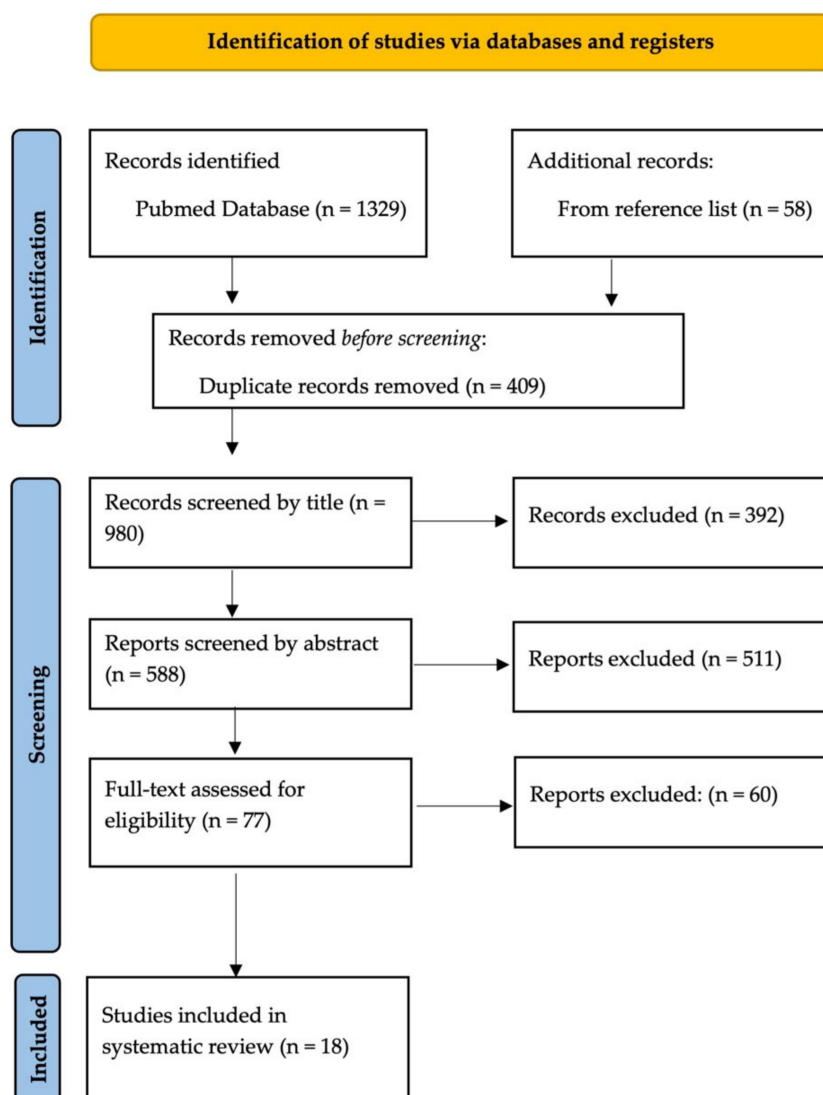 Identification of studies via databases and registers
Identification
Records identified
Pubmed Database (n = 1329)
Additional records:
From reference list (n = 58)
Records removed before screening:
Duplicate records removed (n = 409)
Screening
Records screened by title (n =
980)
Records excluded (n = 392)
Reports screened by abstract
(n = 588)
Reports excluded (n = 511)
Full-text assessed for
eligibility (n = 77)
Reports excluded: (n = 60)
Included
Studies included in
systematic review (n = 18)